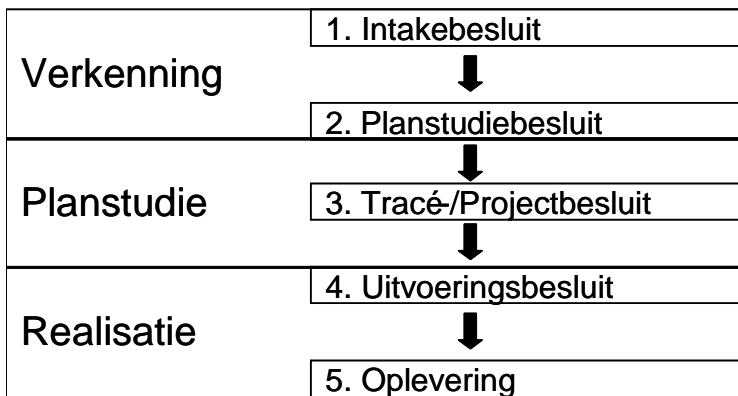 1. Intakebesluit
Verkenning
2. Planstudiebesluit
Planstudie
3. Tracé-/Projectbesluit
4. Uitvoeringsbesluit
Realisatie
5. Oplevering